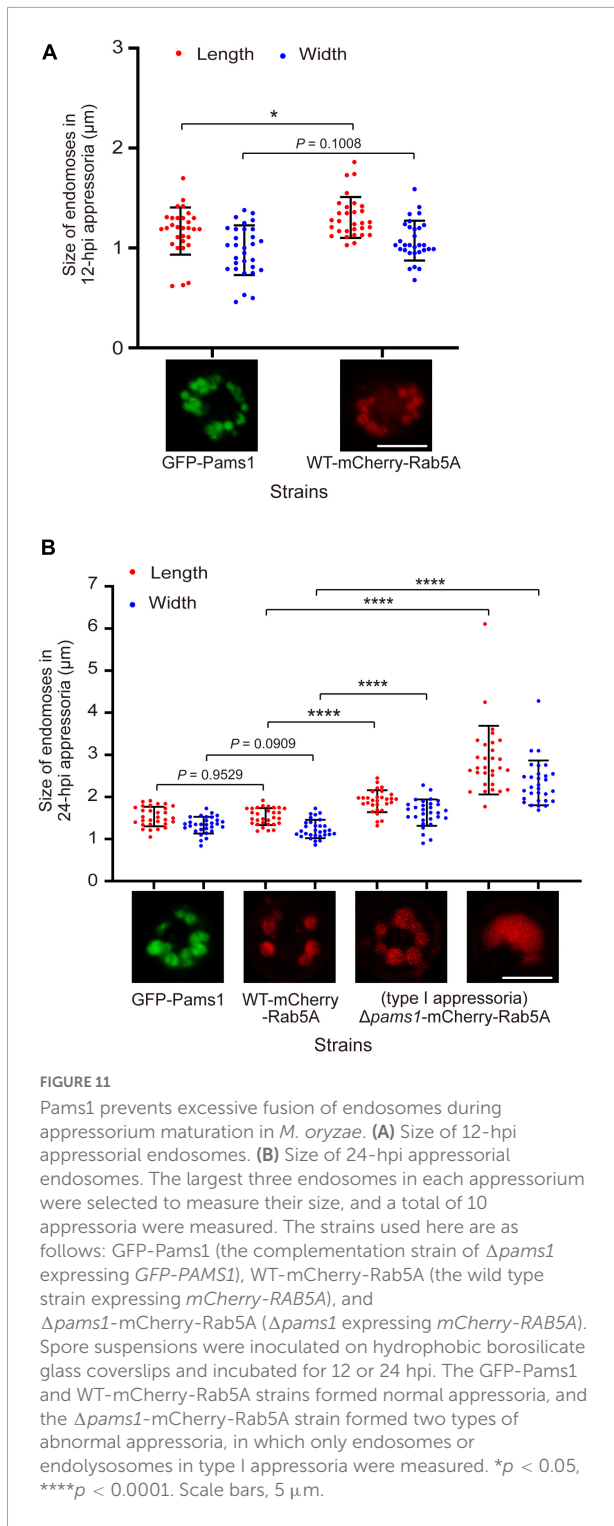 A
3
Length
Width
*
P = 0.1008
2
1
0
Size of endomoses in
12-hpi appressoria (μm)
GFP-Pams1
WT-mCherry-Rab5A
Strains
B
7
Length
Width
****
****
6
5
****
****
4
P = 0.0909
P = 0.9529
3
2
1
0
Size of endomoses in
24-hpi appressoria (μm)
GFP-Pams1
WT-mCherry
-Rab5A
(type I appressoria)
Δpams1-mCherry-Rab5A
Strains
FIGURE 11
Pams1 prevents excessive fusion of endosomes during
appressorium maturation in M. oryzae. (A) Size of 12-hpi
appressorial endosomes. (B) Size of 24-hpi appressorial
endosomes. The largest three endosomes in each appressorium
were selected to measure their size, and a total of 10
appressoria were measured. The strains used here are as
follows: GFP-Pams1 (the complementation strain of Δpams1
expressing GFP-PAMS1), WT-mCherry-Rab5A (the wild type
strain expressing mCherry-RAB5A), and
Δpams1-mCherry-Rab5A (Δpams1 expressing mCherry-RAB5A).
Spore suspensions were inoculated on hydrophobic borosilicate
glass coverslips and incubated for 12 or 24 hpi. The GFP-Pams1
and WT-mCherry-Rab5A strains formed normal appressoria, and
the Δpams1-mCherry-Rab5A strain formed two types of
abnormal appressoria, in which only endosomes or
endolysosomes in type I appressoria were measured. *p < 0.05,
****p < 0.0001. Scale bars, 5 μm.